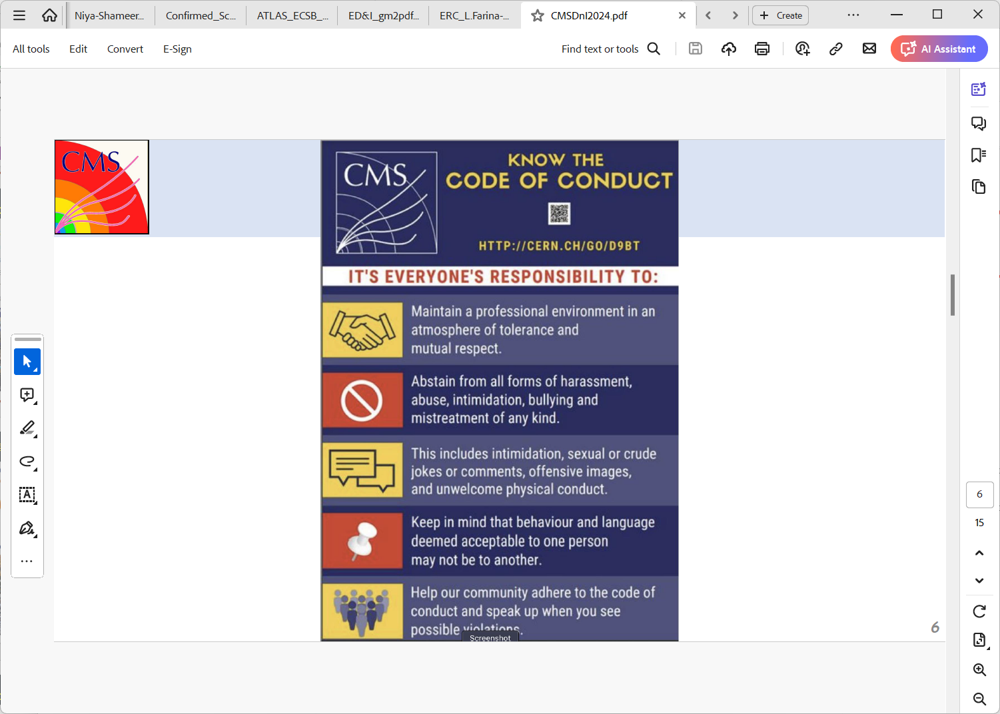 Niya-Shameer...
Confirmed_Sc...
ATLAS_ECSB_...
ED&I_gm2pdf...
ERC_L.Farina-...
CMSDnI2024.pdf
Create
All tools
Edit
Convert
E-Sign
Find text or tools
AI Assistant
CMS
CMS
KNOW THE
CODE OF CONDUCT
HTTP://CERN.CH/GO/D9BT
IT'S EVERYONE'S RESPONSIBILITY TO:
Maintain a professional environment in an
atmosphere of tolerance and
mutual respect.
Abstain from all forms of harassment,
abuse, intimidation, bullying and
mistreatment of any kind.
This includes intimidation, sexual or crude
jokes or comments, offensive images,
and unwelcome physical conduct.
Keep in mind that behaviour and language
deemed acceptable to one person
may not be to another.
Help our community adhere to the code of
conduct and speak up when you see
possible violations.
Screenshot
6
A
6
15